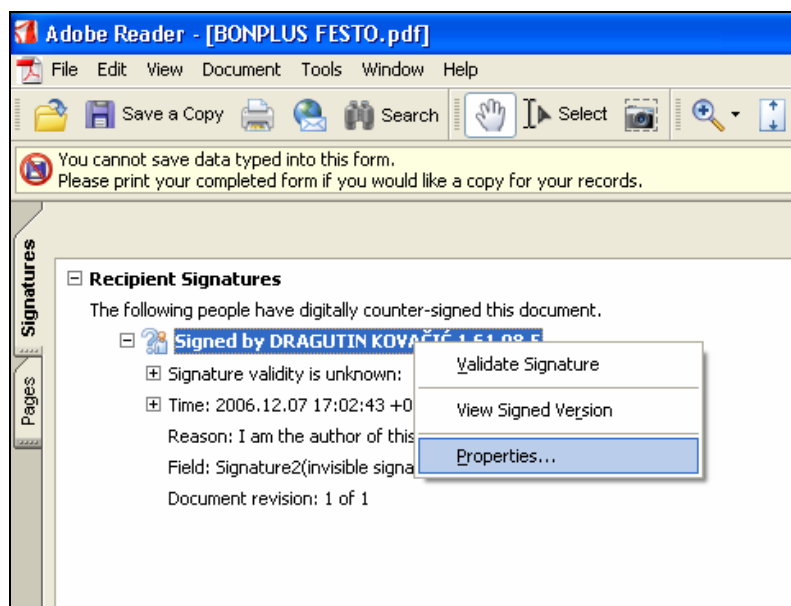 Adobe Reader - [BONPLUS FESTO.pdf]
File Edit View Document Tools Window Help
Save a Copy Search Select
You cannot save data typed into this form.
Please print your completed form if you would like a copy for your records.
Signatures
Pages
Recipient Signatures
The following people have digitally counter-signed this document.
Signed by DRAGUTIN KOVAČIĆ
Signature validity is unknown:
Time: 2006.12.07 17:02:43 +0
Reason: I am the author of this
Field: Signature2(invisible signa
Document revision: 1 of 1
Validate Signature
View Signed Version
Properties...